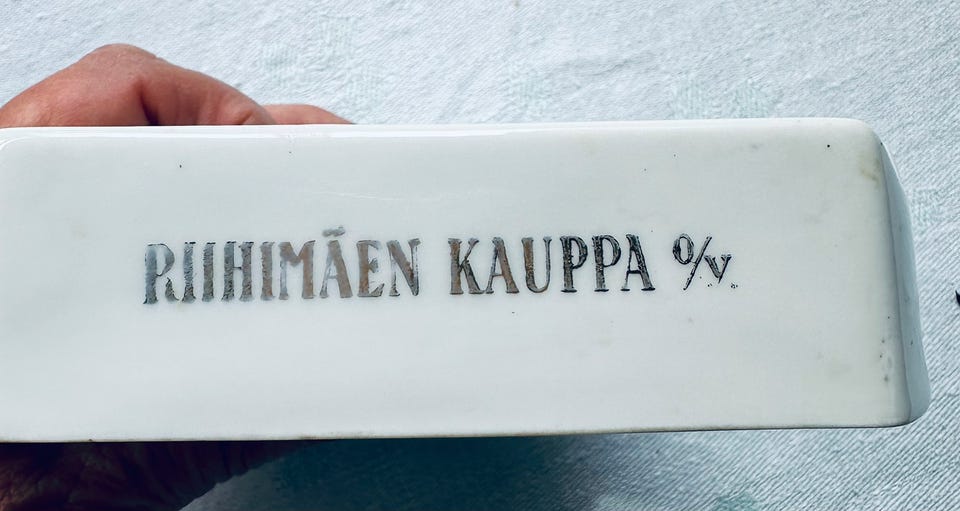 RIIHIMÄEN KAUPPA O/Y.